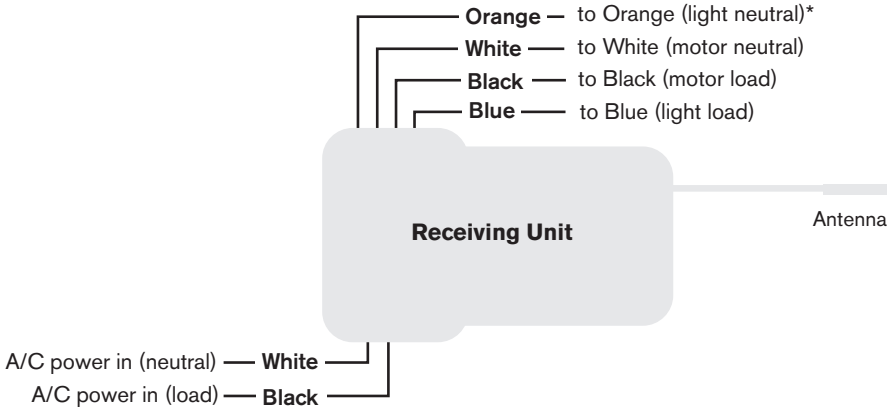 Orange to Orange (light neutral)*
White to White (motor neutral)
Black to Black (motor load)
Blue to Blue (light load)
Receiving Unit
Antenna
A/C power in (neutral) White
A/C power in (load) Black